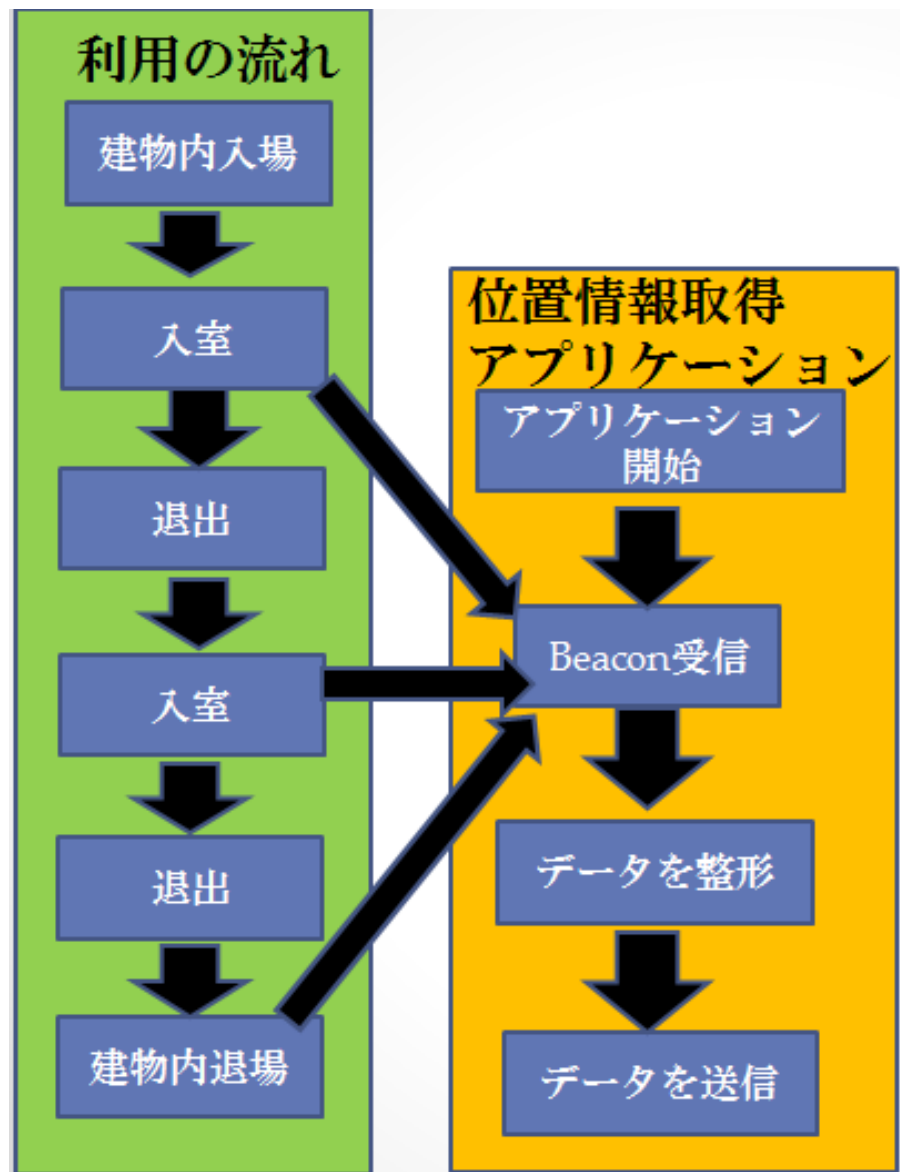 利用の流れ
建物内入場
入室
退出
入室
退出
建物内退場
位置情報取得
アプリケーション
アプリケーション
開始
Beacon受信
データを整形
データを送信